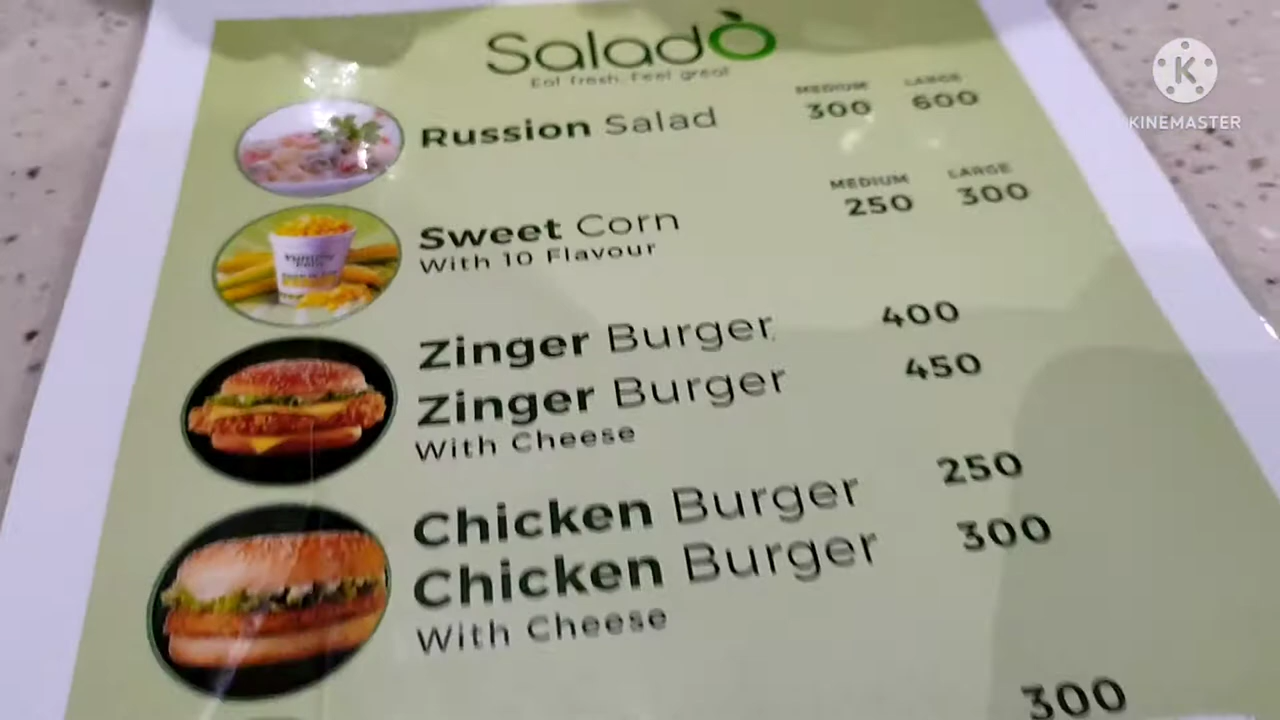 SaladO
Eat fresh. Feel great
MEDIUM LARGE
Russion Salad 300 600
MEDIUM LARGE
Sweet Corn 250 300
With 10 Flavour
Zinger Burger 400
Zinger Burger 450
With Cheese
Chicken Burger 250
Chicken Burger 300
With Cheese
300
K
KINEMASTER